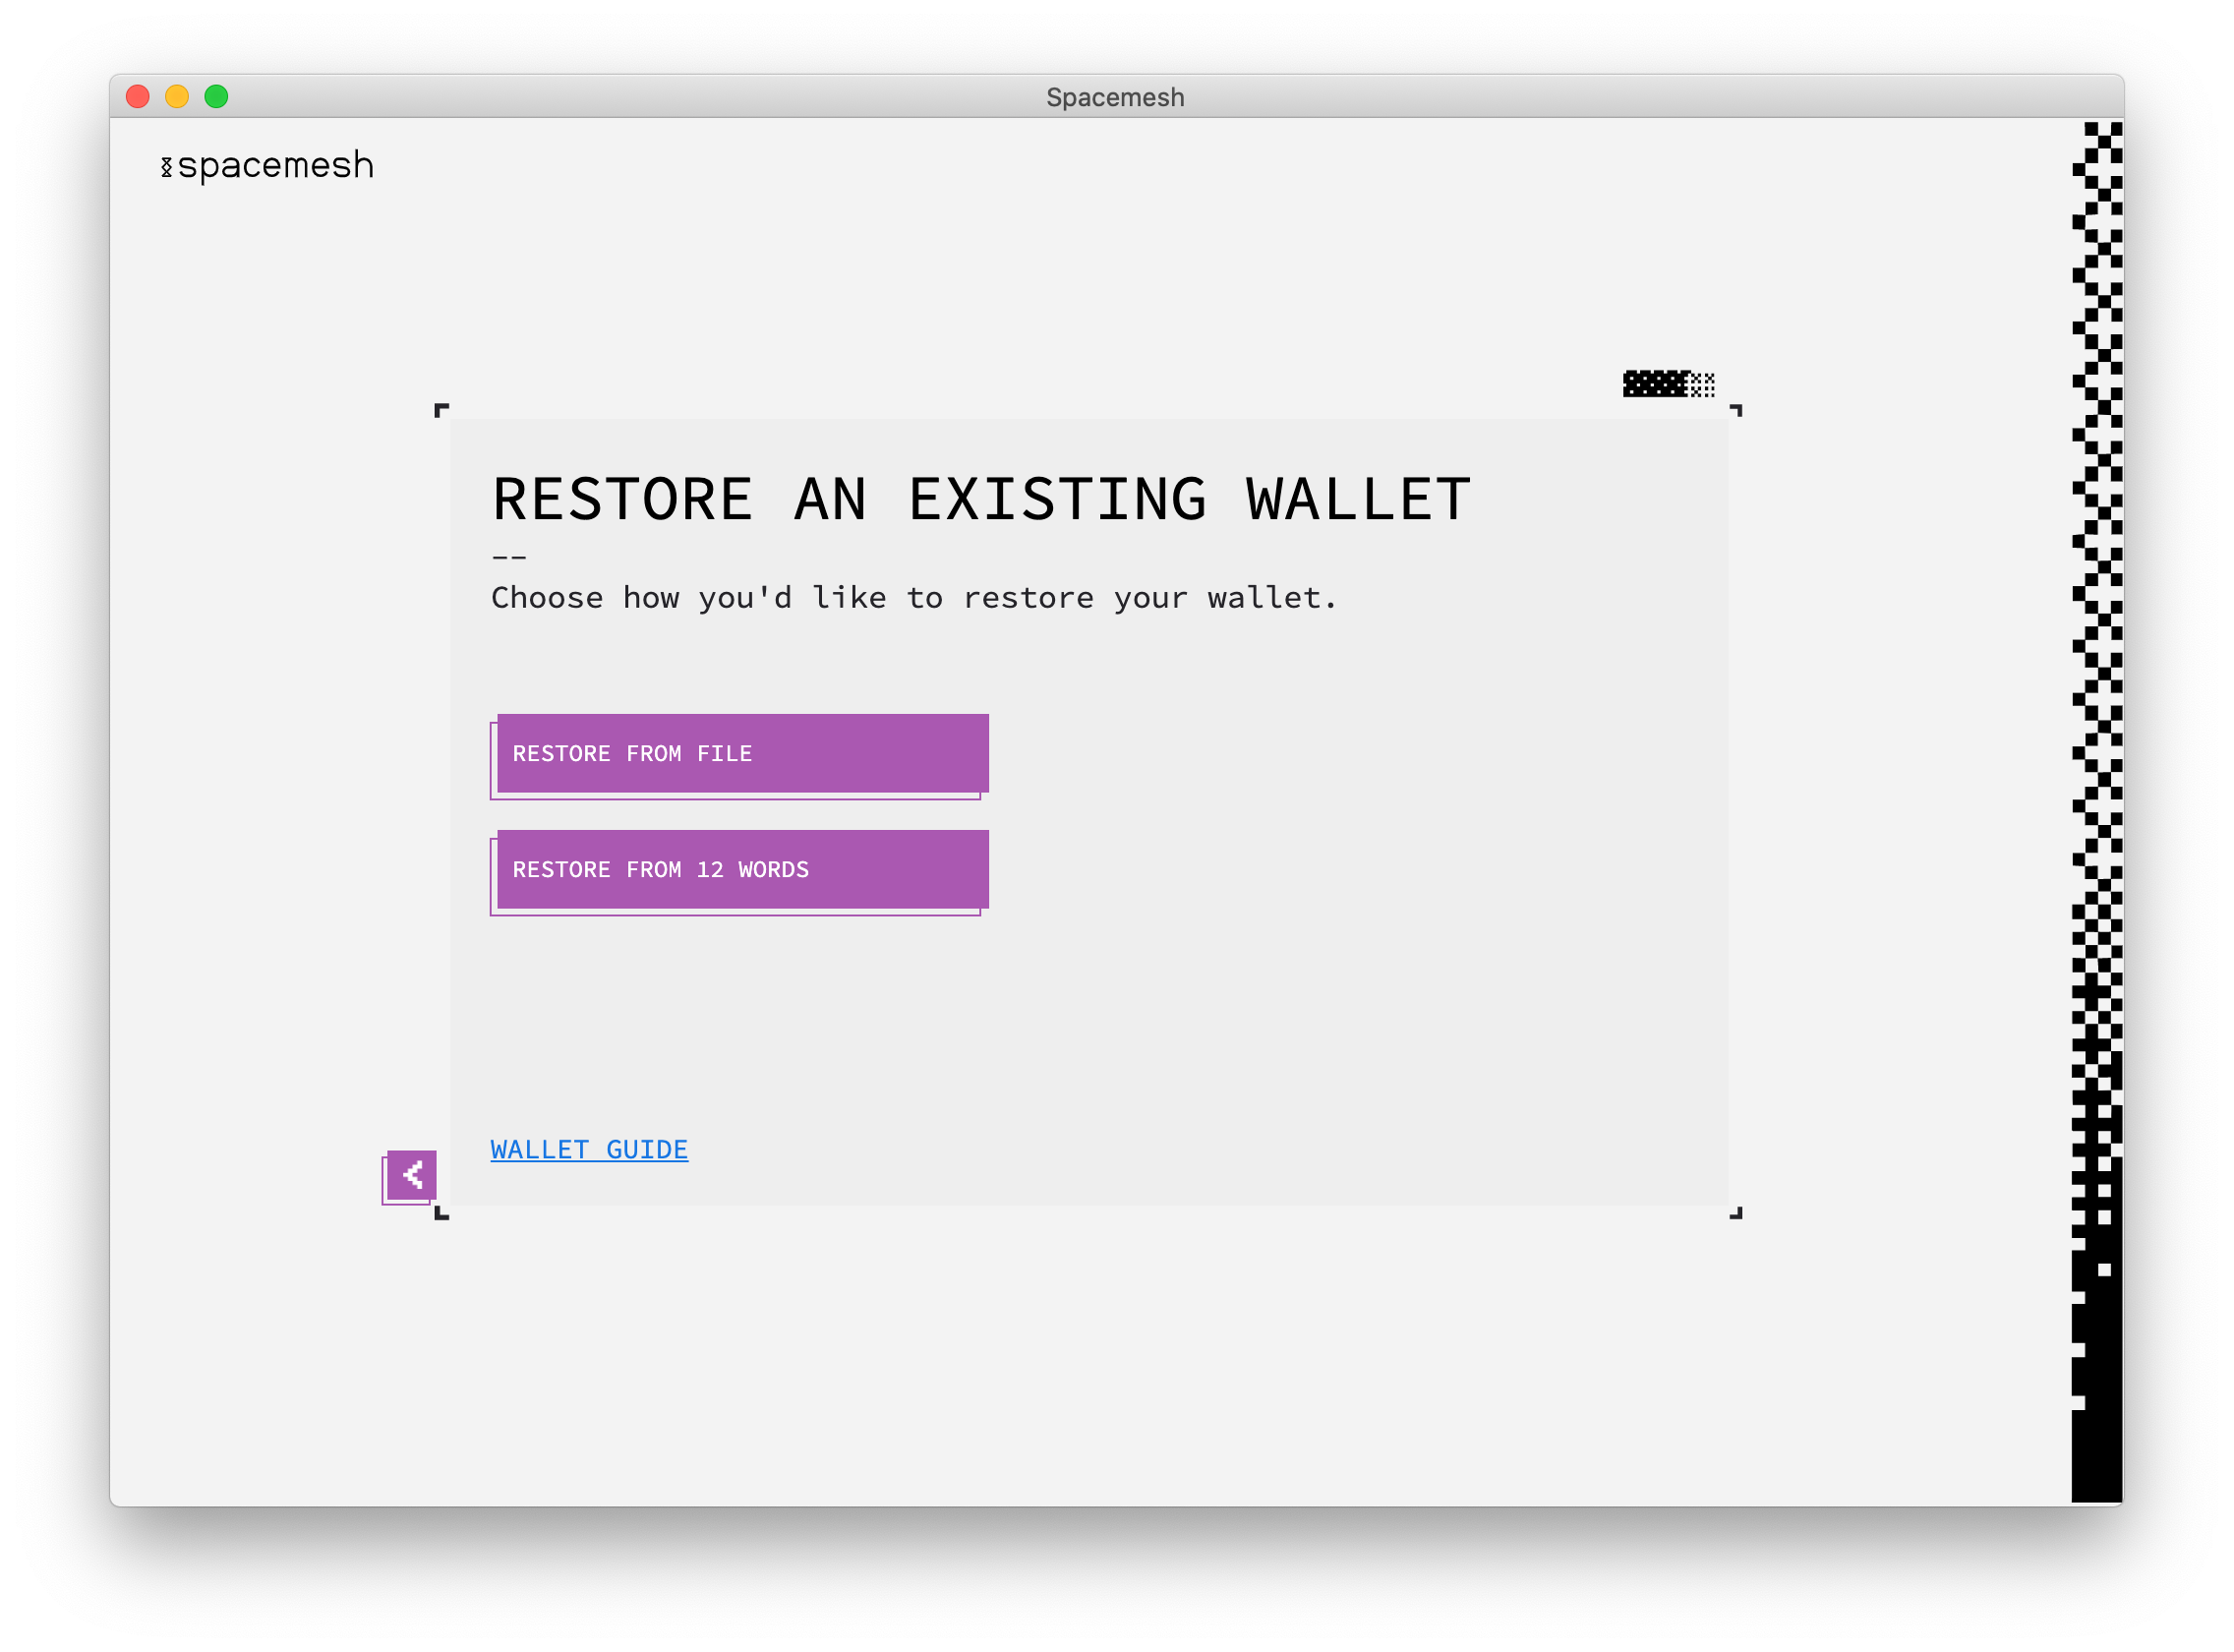 Spacemesh
spacemesh
RESTORE AN EXISTING WALLET
--
Choose how you'd like to restore your wallet.
RESTORE FROM FILE
RESTORE FROM 12 WORDS
WALLET GUIDE